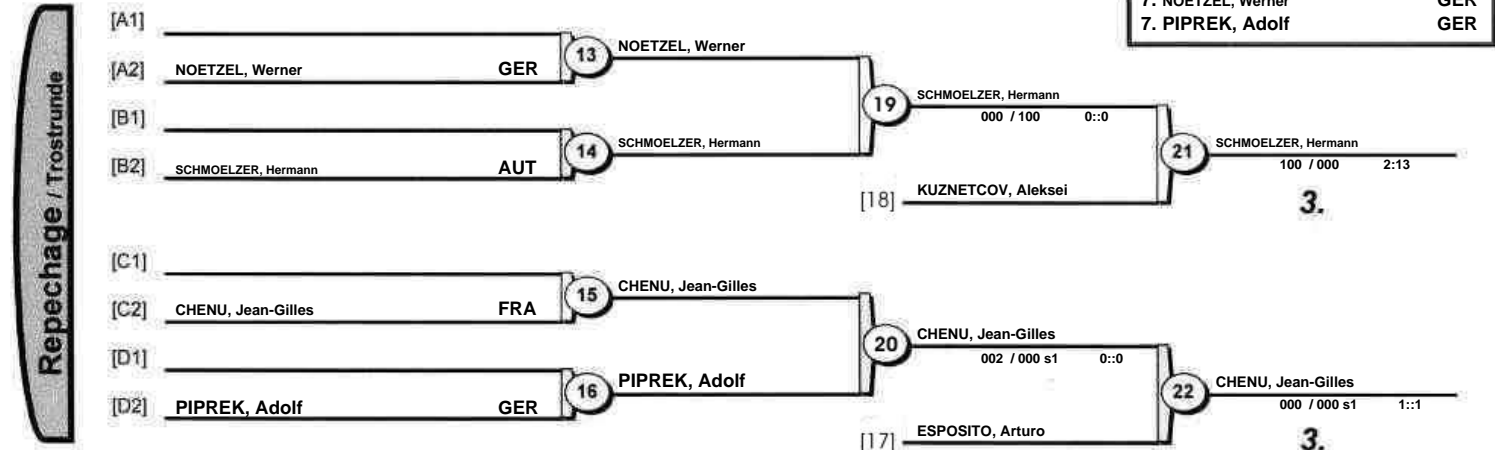 7. NOETZEL, Werner GER
7. PIPREK, Adolf GER
Repechage / Trostrunde
[A1]
[A2] NOETZEL, Werner GER
13 NOETZEL, Werner
[B1]
[B2] SCHMOELZER, Hermann AUT
14 SCHMOELZER, Hermann
19 SCHMOELZER, Hermann
000 / 100 0::0
[18] KUZNETCOV, Aleksei
21 SCHMOELZER, Hermann
100 / 000 2:13
3.
[C1]
[C2] CHENU, Jean-Gilles FRA
15 CHENU, Jean-Gilles
[D1]
[D2] PIPREK, Adolf GER
16 PIPREK, Adolf
20 CHENU, Jean-Gilles
002 / 000 s1 0::0
[17] ESPOSITO, Arturo
22 CHENU, Jean-Gilles
000 / 000 s1 1::1
3.